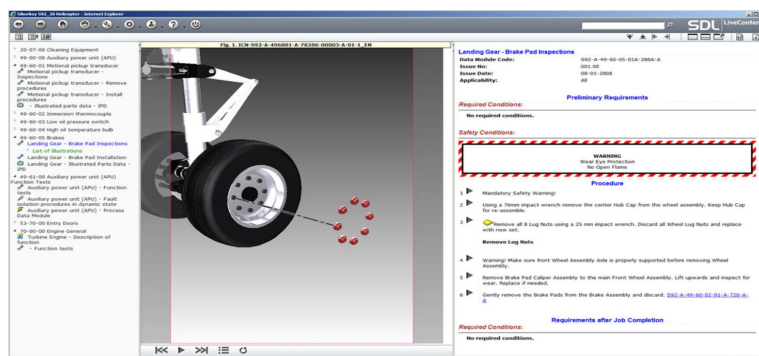 Sikorksy S92_30 Helicopter - Internet Explorer
SDL LiveContent
20-07-00 Cleaning Equipment
49-00-00 Auxiliary power unit (APU)
49-60-01 Motional pickup transducer
Motional pickup transducer -
Inspections
Motional pickup transducer - Remove
procedures
Motional pickup transducer - Install
procedures
- Illustrated parts data - IPD
49-60-02 Immersion thermocouple
49-60-03 Low oil pressure switch
49-60-04 High oil temperature bulb
49-60-05 Brakes
Landing Gear - Brake Pad Inspections
List of Illustrations
Landing Gear - Brake Pad Installation
Landing Gear - Illustrated Parts Data -
IPD
49-61-00 Auxiliary power unit (APU)
Function Tests
Auxiliary power unit (APU) - Function
tests
Auxiliary power unit (APU) - Fault
isolation procedures in dynamic state
Auxiliary power unit (APU) - Process
Data Module
53-70-00 Entry Doors
70-00-00 Engine General
Turbine Engine - Description of
function
- Function tests
Fig. 1. ICN-S92-A-496001-A-78286-00003-A-01-1_EN
Landing Gear - Brake Pad Inspections
Data Module Code: S92-A-49-60-05-01A-280A-A
Issue No: 001.00
Issue Date: 08-01-2008
Applicability: All
Preliminary Requirements
Required Conditions:
No required conditions.
Safety Conditions:
WARNING
Wear Eye Protection
No Open Flame
Procedure
1 Mandatory Safety Warning!
2 Using a 70mm impact wrench remove the center Hub Cap from the wheel assembly. Keep Hub Cap
for re-assemble.
3 Remove all 8 Lug Nuts using a 25 mm impact wrench. Discard all Wheel Lug Nuts and replace
with new set.
Remove Lug Nuts
4 Warning! Make sure front Wheel Assembly Axle is properly supported before removing Wheel
Assembly.
5 Remove Brake Pad Caliper Assembly to the main Front Wheel Assembly. Lift upwards and inspect for
wear. Replace if needed.
6 Gently remove the Brake Pads from the Brake Assembly and discard. S92-A-49-60-02-01-A-720-A-
A
Requirements after Job Completion
Required Conditions:
No required conditions.